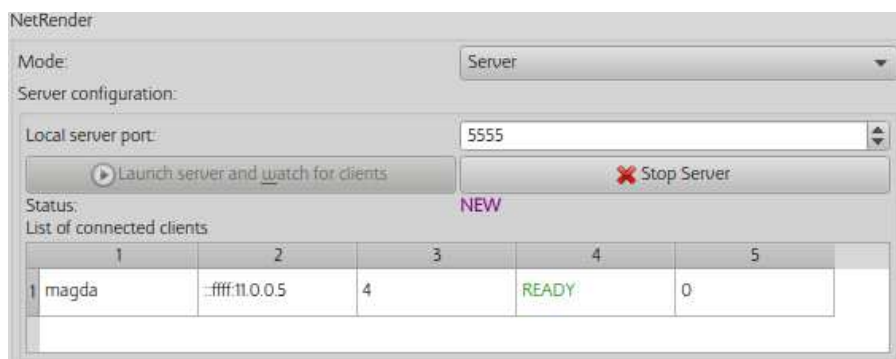 NetRender
Mode: Server
Server configuration:
Local server port: 5555
Launch server and watch for clients Stop Server
Status: NEW
List of connected clients
1 2 3 4 5
1 magda ::ffff:11.0.0.5 4 READY 0